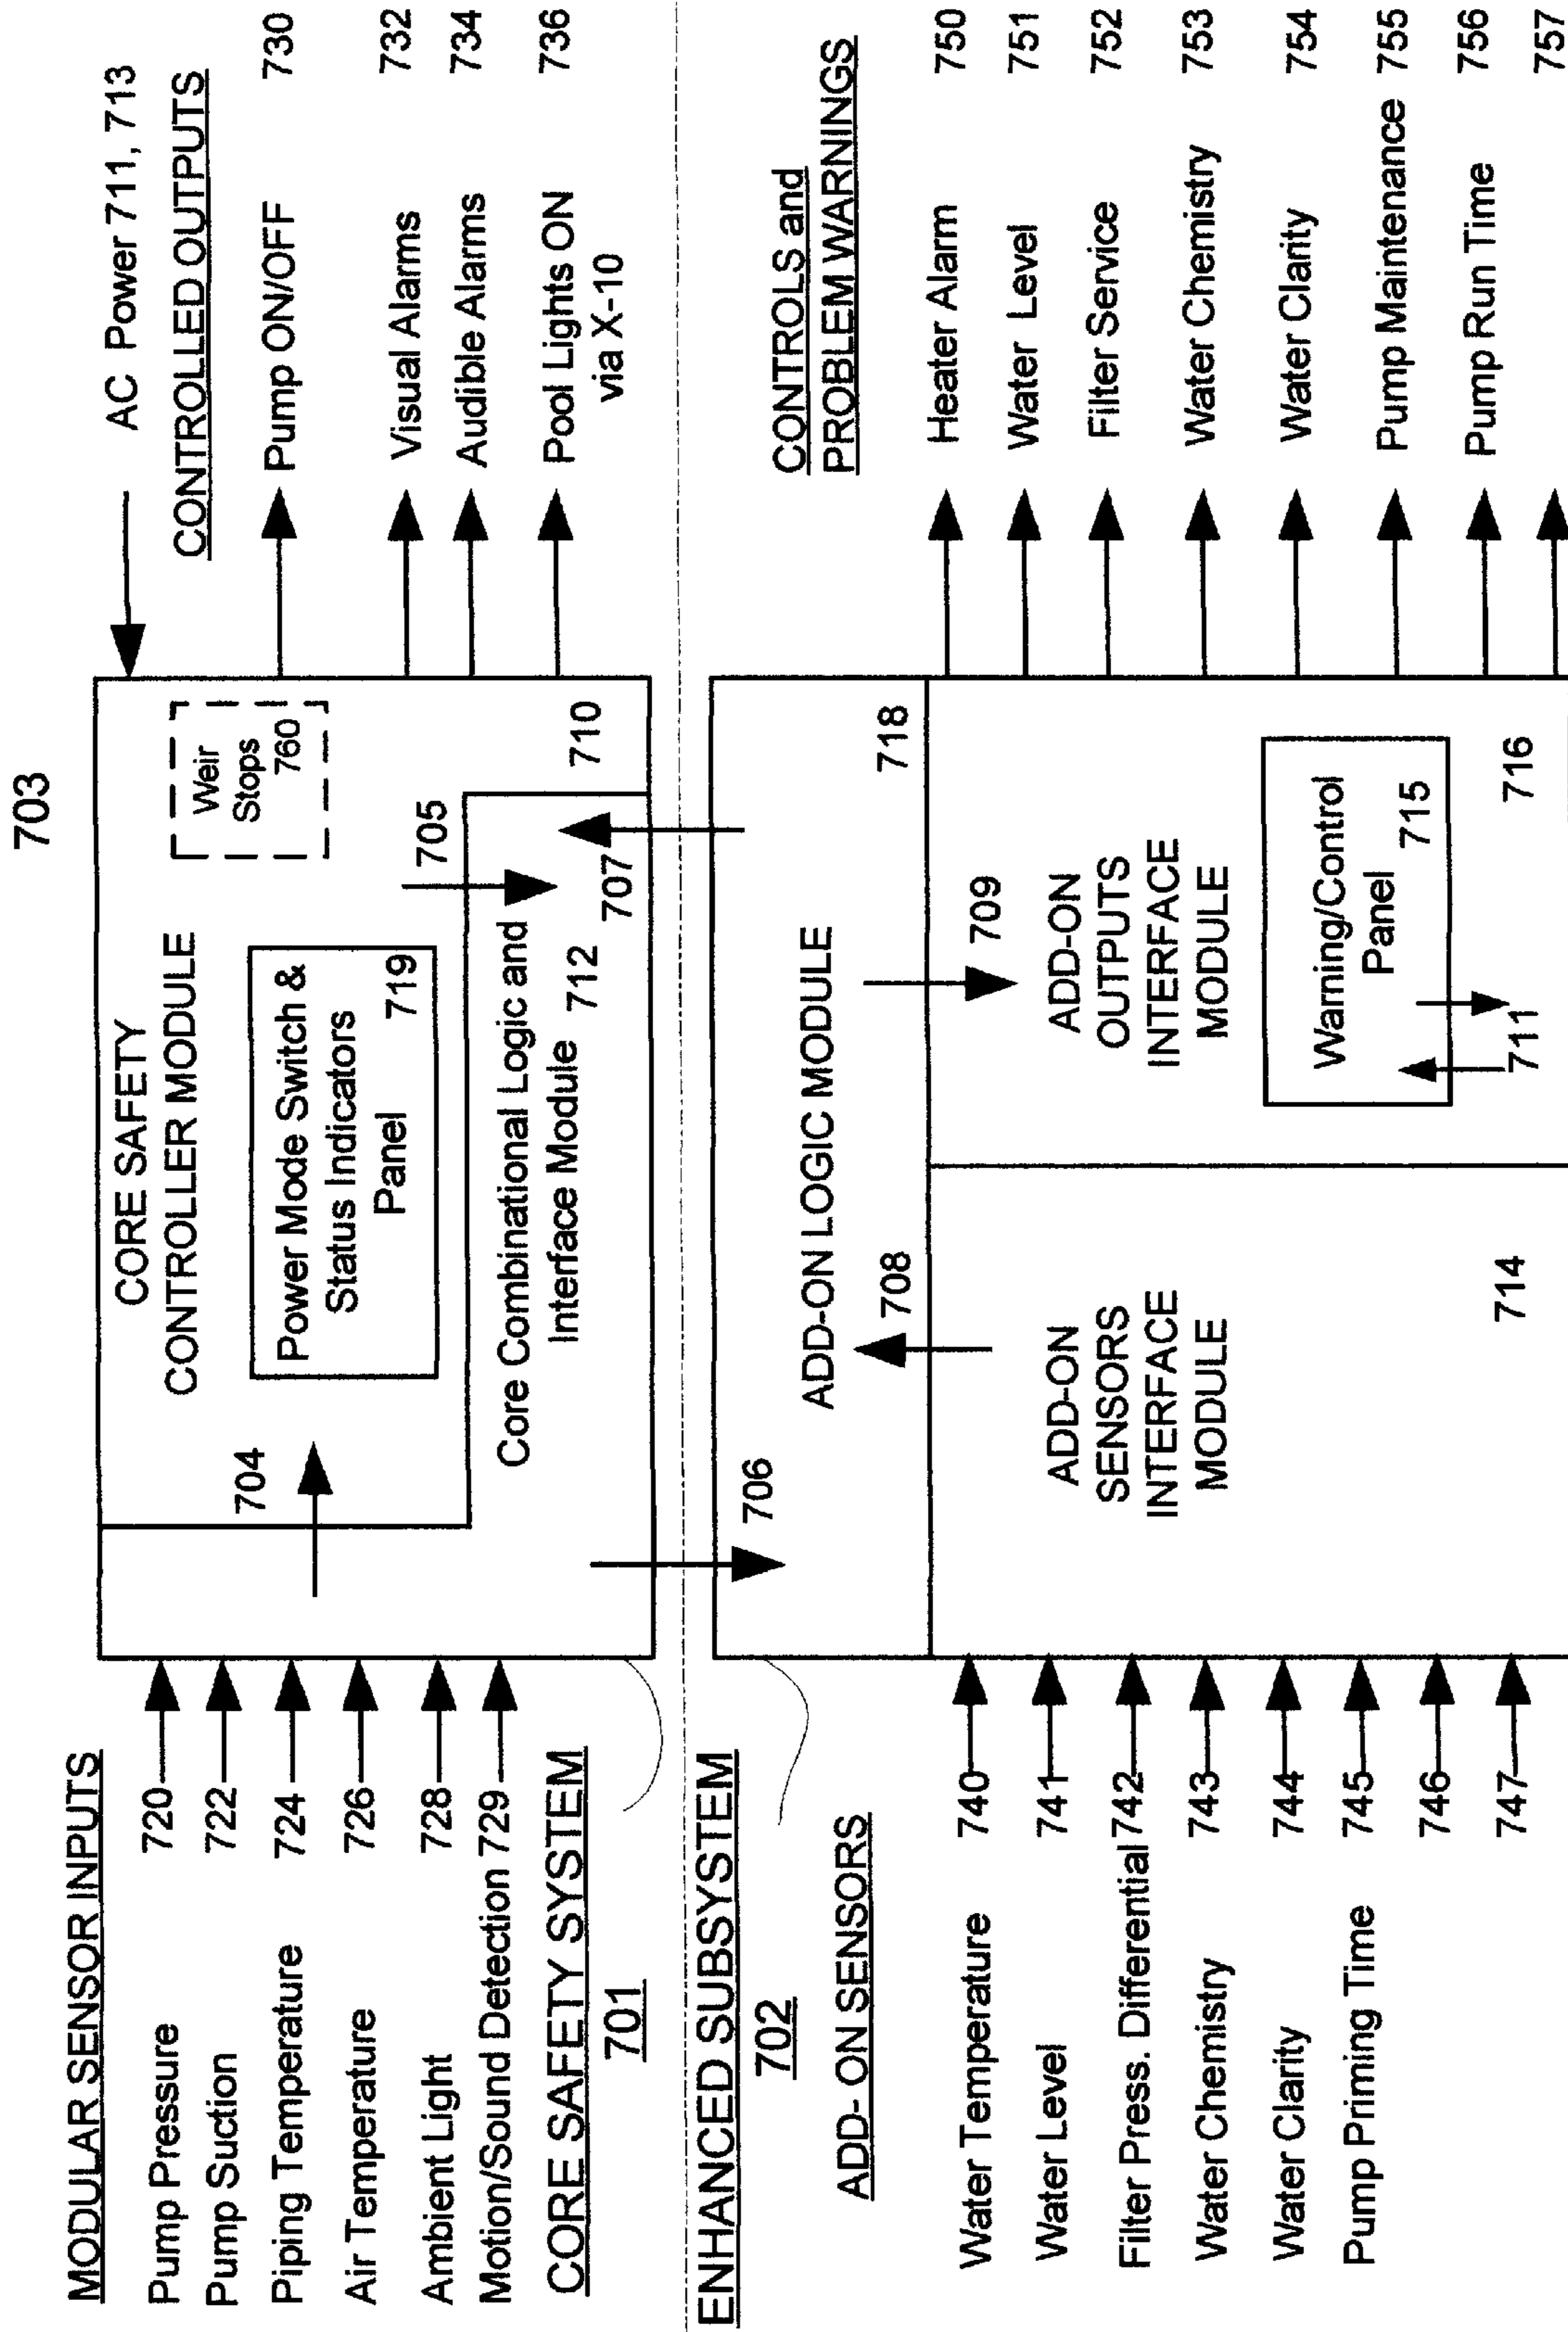 703
MODULAR SENSOR INPUTS
Pump Pressure 720
Pump Suction 722
Piping Temperature 724
Air Temperature 726
Ambient Light 728
Motion/Sound Detection 729
CORE SAFETY SYSTEM
701
704
CORE SAFETY
CONTROLLER MODULE
Power Mode Switch &
Status Indicators
Panel 719
Weir
Stops
760
705
Core Combinational Logic and
Interface Module 712
707
710
AC Power 711, 713
CONTROLLED OUTPUTS
Pump ON/OFF 730
Visual Alarms 732
Audible Alarms 734
Pool Lights ON 736
via X-10
ENHANCED SUBSYSTEM
702
ADD- ON SENSORS
Water Temperature 740
Water Level 741
Filter Press. Differential 742
Water Chemistry 743
Water Clarity 744
Pump Priming Time 745
746
747
706
ADD-ON LOGIC MODULE
718
708
709
ADD-ON
SENSORS
INTERFACE
MODULE
714
ADD-ON
OUTPUTS
INTERFACE
MODULE
Warning/Control
Panel 715
711
716
CONTROLS and
PROBLEM WARNINGS
Heater Alarm 750
Water Level 751
Filter Service 752
Water Chemistry 753
Water Clarity 754
Pump Maintenance 755
Pump Run Time 756
757